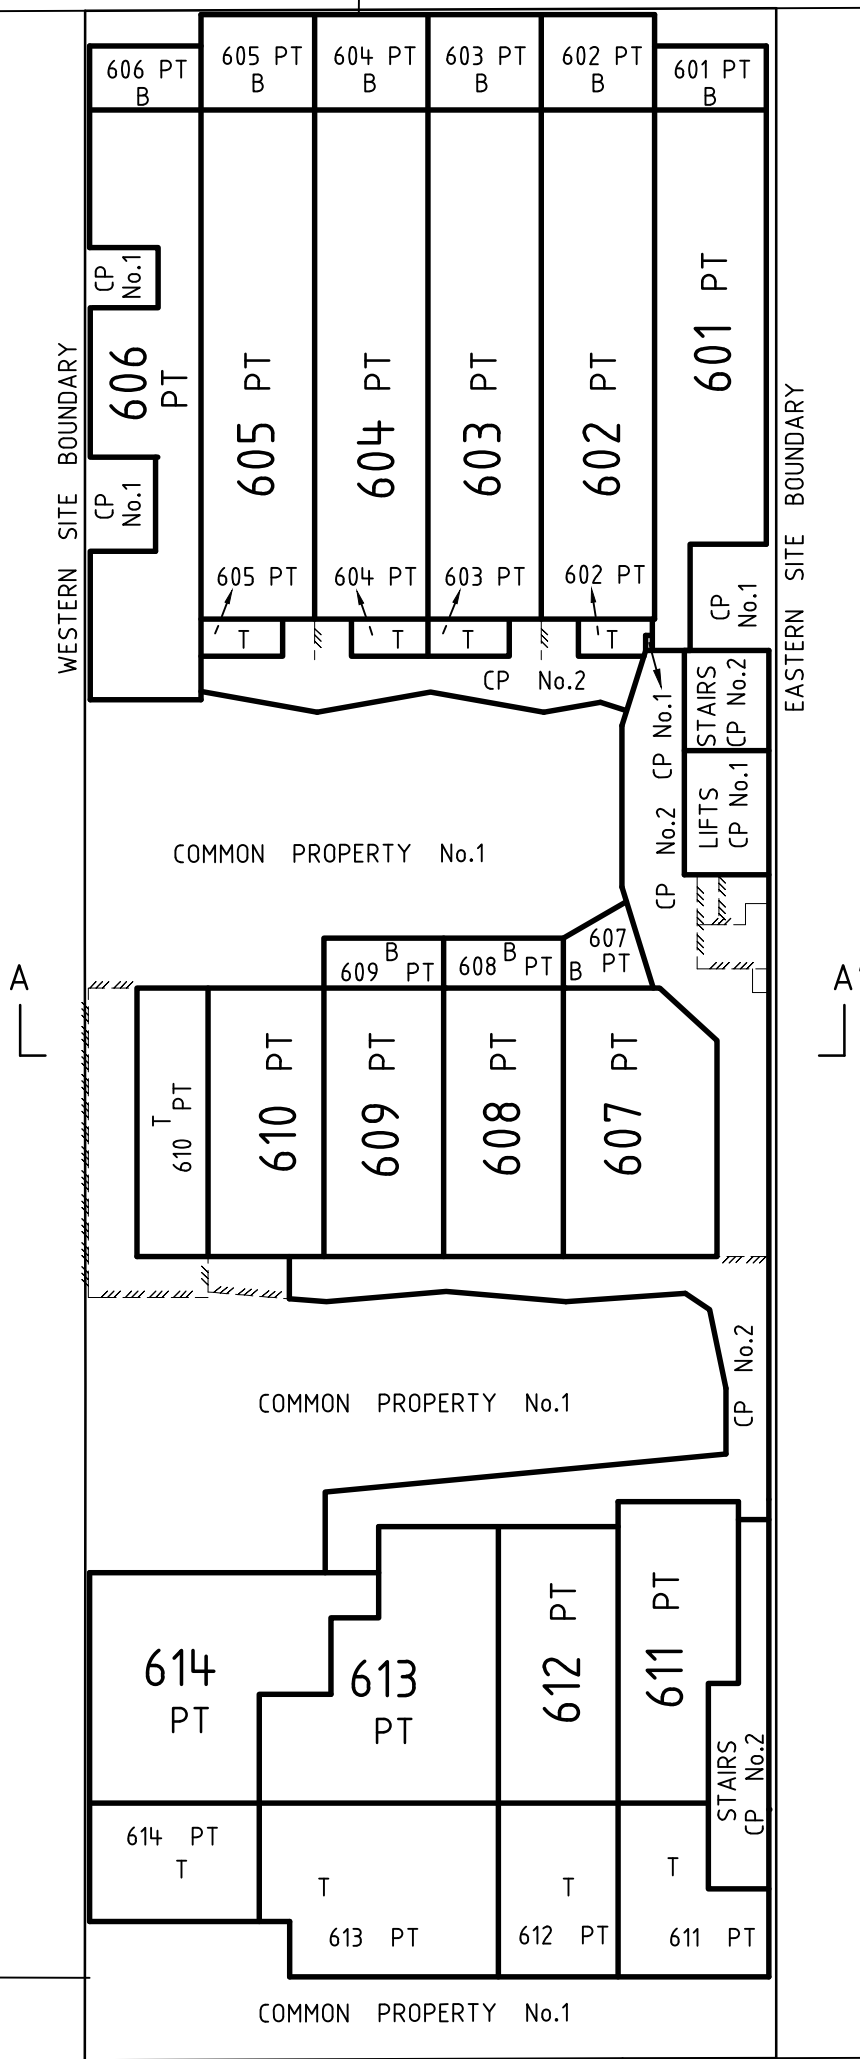 606 PT
B
605 PT
B
604 PT
B
603 PT
B
602 PT
B
601 PT
B
CP
No.1
606
PT
CP
No.1
605 PT
604 PT
603 PT
602 PT
601 PT
WESTERN SITE BOUNDARY
EASTERN SITE BOUNDARY
605 PT
604 PT
603 PT
602 PT
T
T
T
T
CP
No.1
CP No.2
CP No.1
STAIRS
CP No.2
LIFTS
CP No.1
CP No.2
COMMON PROPERTY No.1
B
609 PT
B
608 PT
607
B PT
A
A'
T
610 PT
610 PT
609 PT
608 PT
607 PT
COMMON PROPERTY No.1
CP No.2
614
PT
613
PT
612 PT
611 PT
STAIRS
CP No.2
614 PT
T
T
613 PT
T
612 PT
T
611 PT
COMMON PROPERTY No.1